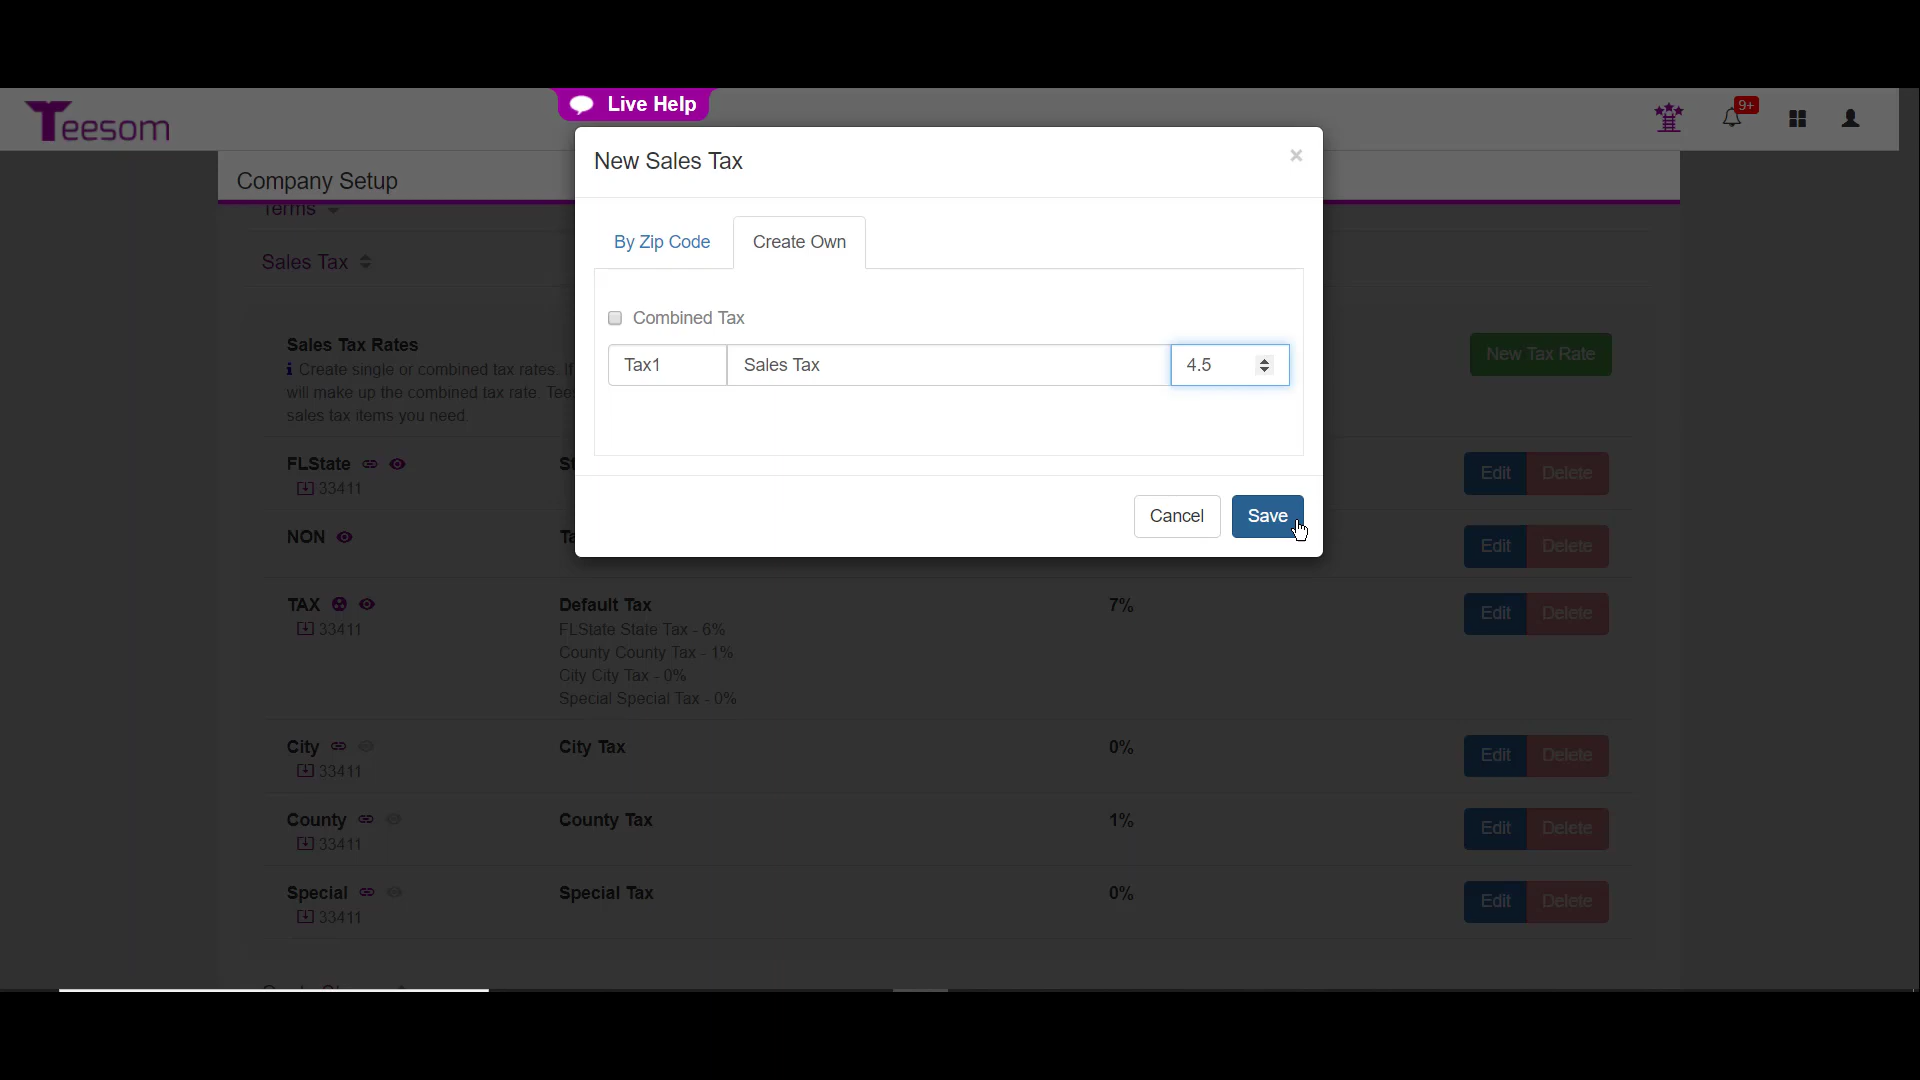 Live Help
Teesom
9+
New Sales Tax
×
Company Setup
Terms
By Zip Code
Create Own
Sales Tax
Combined Tax
Tax1
Sales Tax
4.5
Sales Tax Rates
New Tax Rate
Create single or combined tax rates. If
will make up the combined tax rate.
sales tax items you need.
FLState
33411
Edit
Delete
Cancel
Save
NON
Edit
Delete
TAX
33411
Default Tax
7%
Edit
Delete
FLState State Tax - 6%
County County Tax - 1%
City City Tax - 0%
Special Special Tax - 0%
City
33411
City Tax
0%
Edit
Delete
County
33411
County Tax
1%
Edit
Delete
Special
33411
Special Tax
0%
Edit
Delete